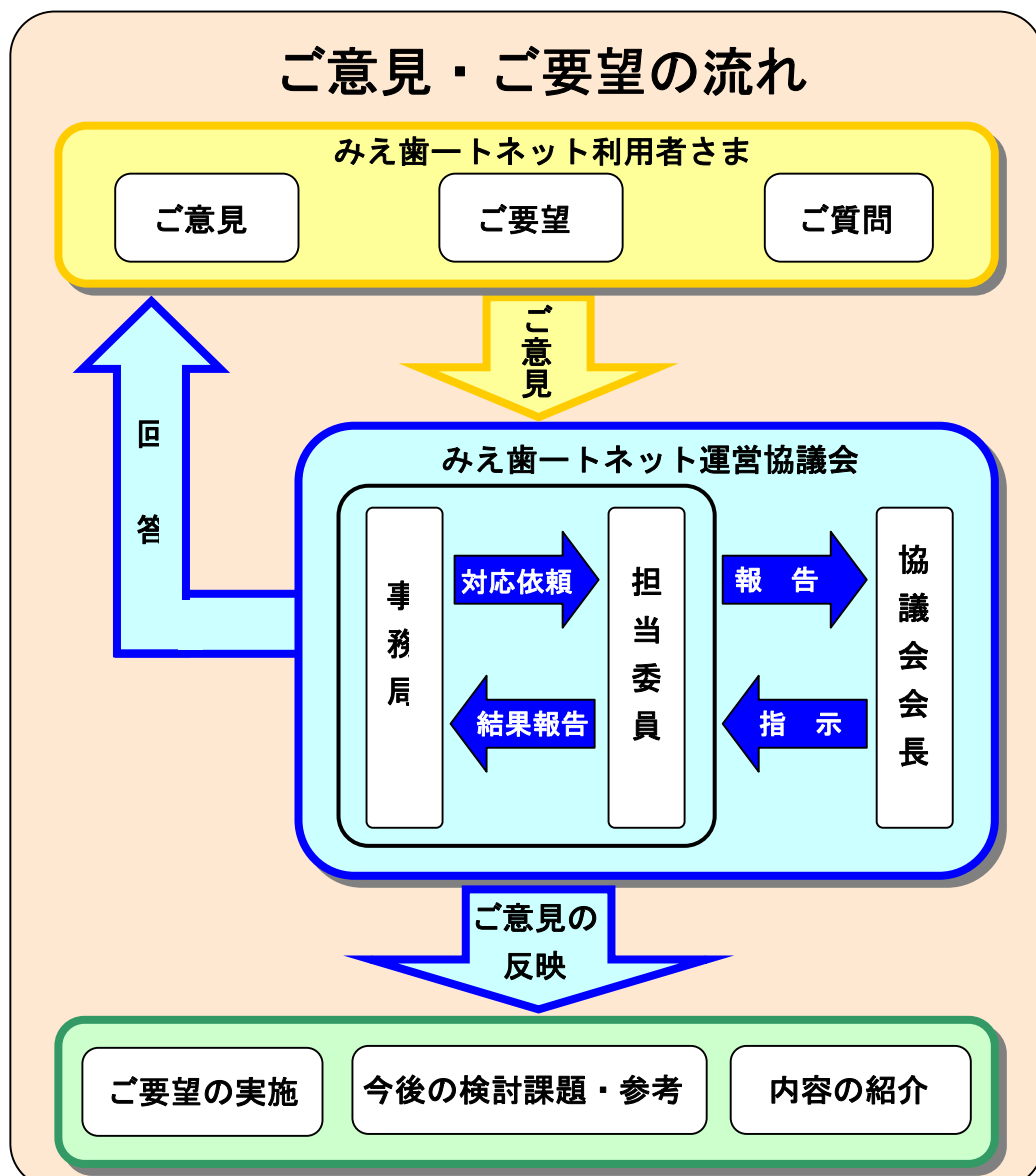 ご意見・ご要望の流れ
みえ歯ートネット利用者さま
ご意見
ご要望
ご質問
ご意見
回答
みえ歯ートネット運営協議会
事務局
対応依頼
結果報告
担当委員
報 告
指 示
協議会会長
ご意見の
反映
ご要望の実施
今後の検討課題・参考
内容の紹介